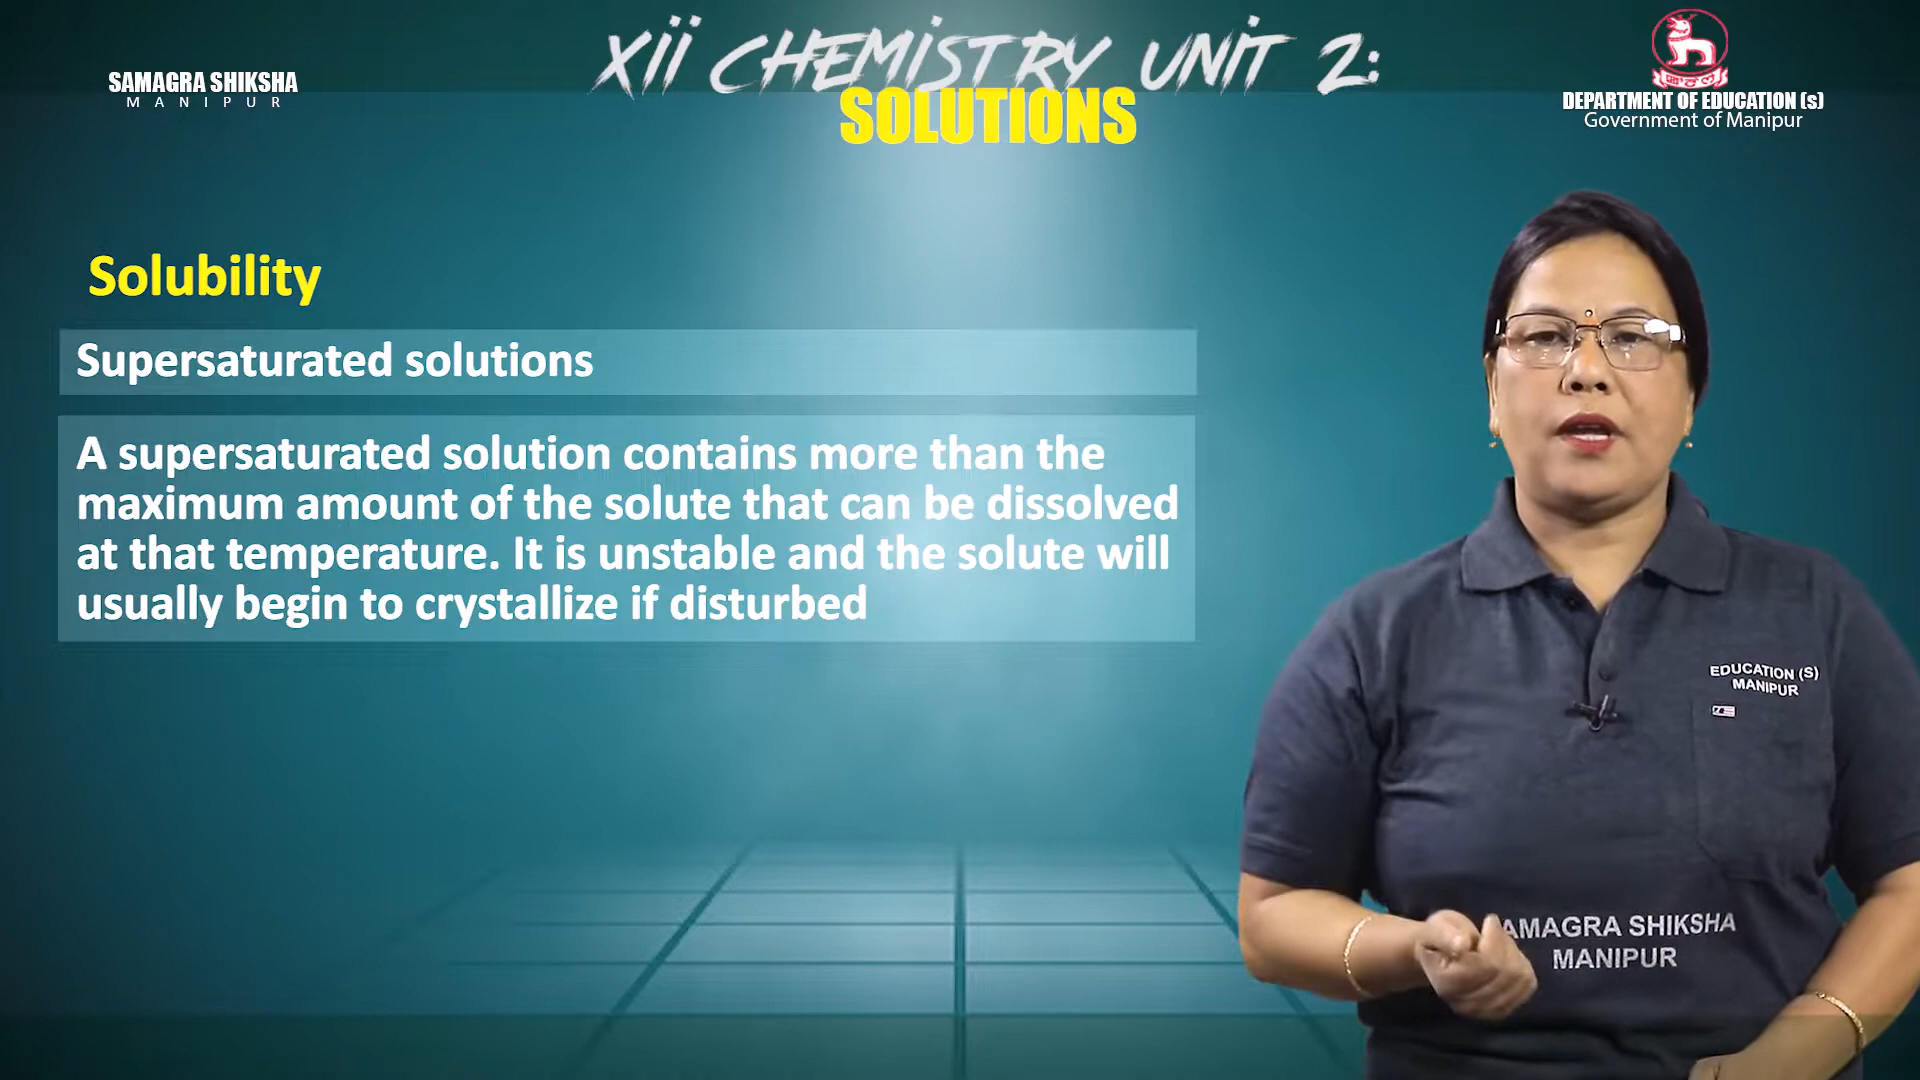 XII CHEMISTRY UNIT 2:
SOLUTIONS
SAMAGRA SHIKSHA
MANIPUR
DEPARTMENT OF EDUCATION (s)
Government of Manipur
Solubility
Supersaturated solutions
A supersaturated solution contains more than the
maximum amount of the solute that can be dissolved
at that temperature. It is unstable and the solute will
usually begin to crystallize if disturbed
EDUCATION (S)
MANIPUR
AMAGRA SHIKSHA
MANIPUR